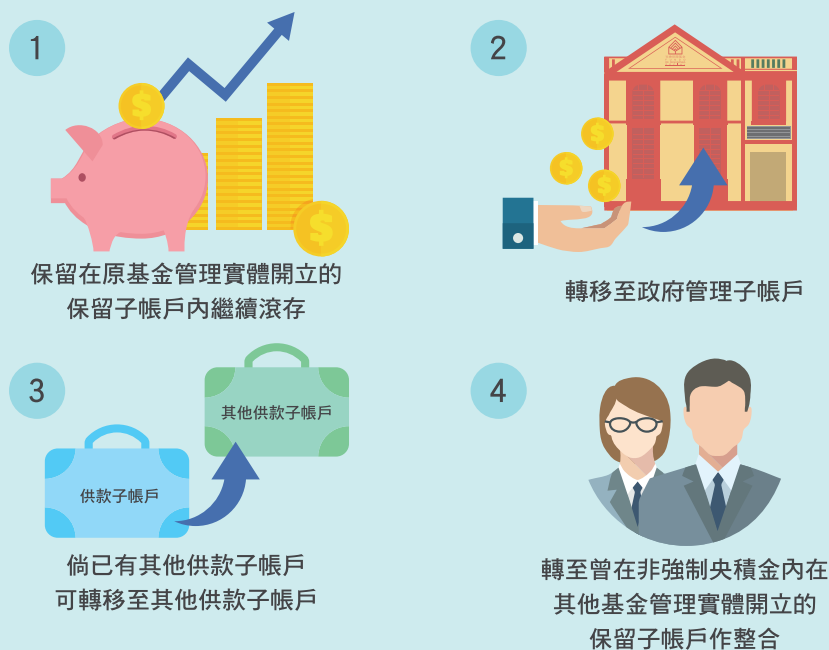 1
保留在原基金管理實體開立的
保留子帳戶內繼續滾存
2
轉移至政府管理子帳戶
3
其他供款子帳戶
供款子帳戶
倘已有其他供款子帳戶
可轉移至其他供款子帳戶
4
轉至曾在非強制央積金內在
其他基金管理實體開立的
保留子帳戶作整合